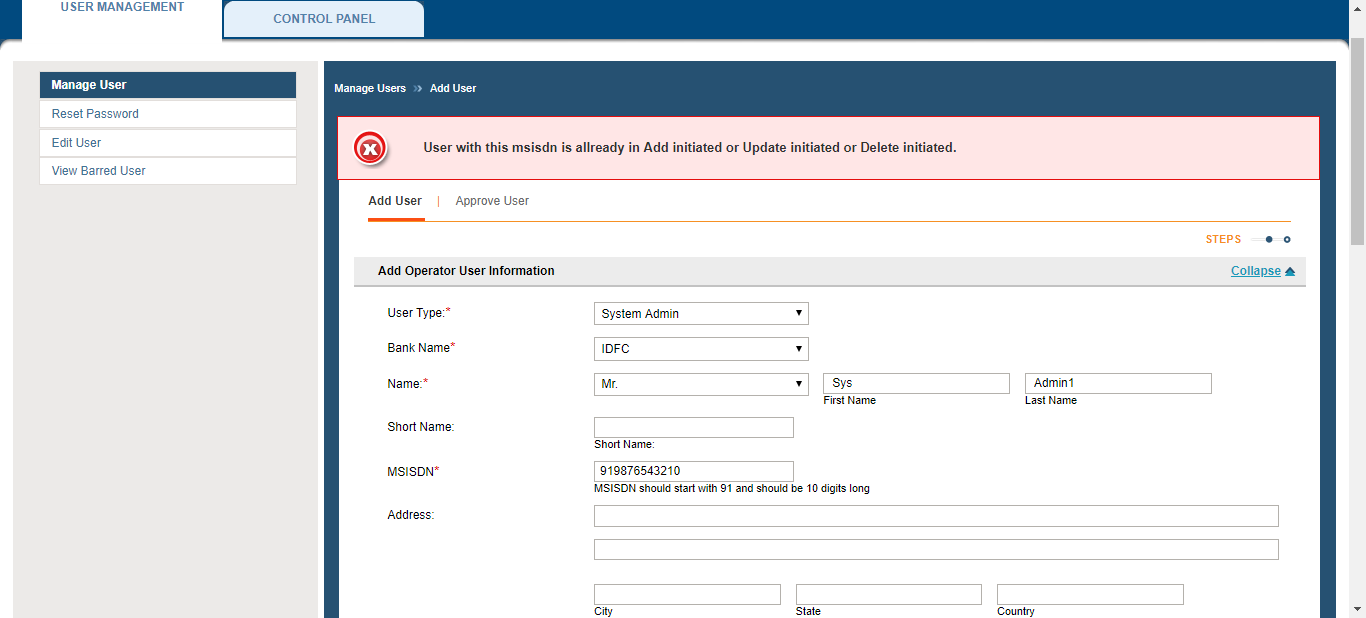 USER MANAGEMENT
CONTROL PANEL
Manage User
Reset Password
Edit User
View Barred User
Manage Users » Add User
User with this msisdn is allready in Add initiated or Update initiated or Delete initiated.
Add User | Approve User
STEPS
Add Operator User Information Collapse
User Type:* System Admin
Bank Name* IDFC
Name:* Mr. Sys Admin1
First Name Last Name
Short Name:
Short Name:
MSISDN* 919876543210
MSISDN should start with 91 and should be 10 digits long
Address:
City State Country